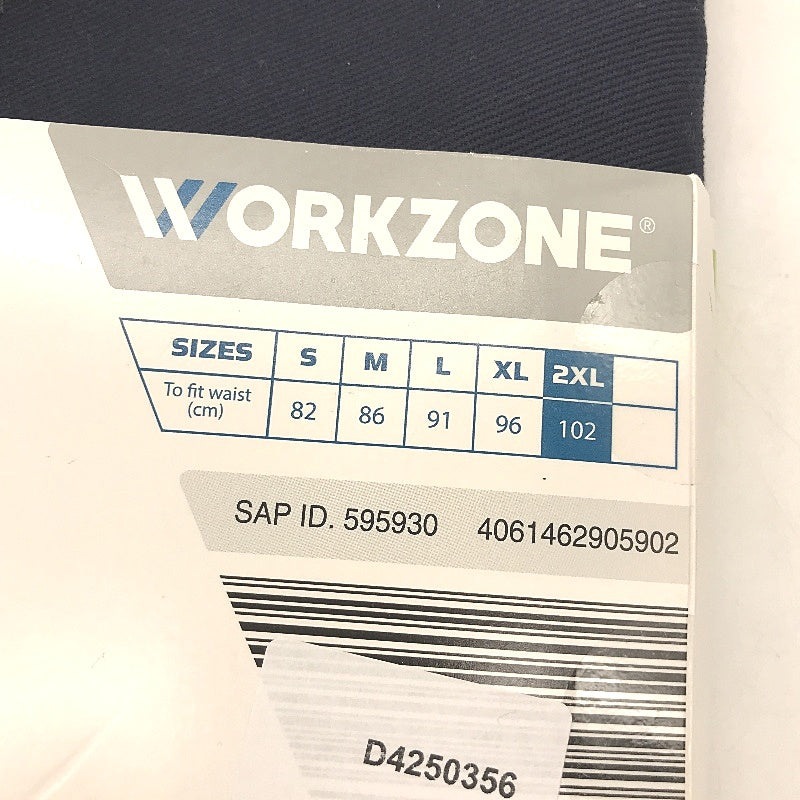 WORKZONE®
SIZES S M L XL 2XL
To fit waist (cm) 82 86 91 96 102
SAP ID. 595930 4061462905902
D4250356